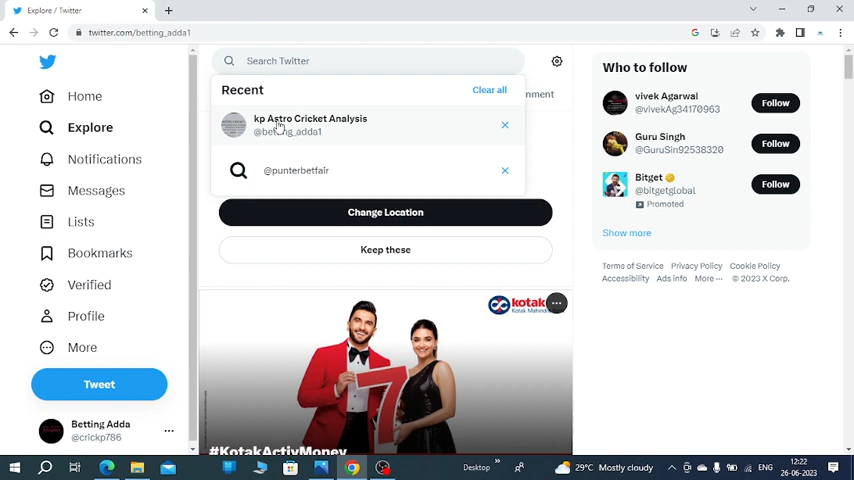 Explore / Twitter
twitter.com/betting_adda1
Search Twitter
Recent
Clear all
kp Astro Cricket Analysis
@betting_adda1
@punterbetfair
Change Location
Keep these
kotak
Kotak Mahindra
#KotakActivMoney
Home
Explore
Notifications
Messages
Lists
Bookmarks
Verified
Profile
More
Tweet
Betting Adda
@crickp786
Who to follow
vivek Agarwal
@vivekAg34170963
Follow
Guru Singh
@GuruSin92538320
Follow
Bitget
@bitgetglobal
Promoted
Follow
Show more
Terms of Service Privacy Policy Cookie Policy
Accessibility Ads info More ··· © 2023 X Corp.
Desktop
29°C Mostly cloudy
ENG
12:22
26-06-2023